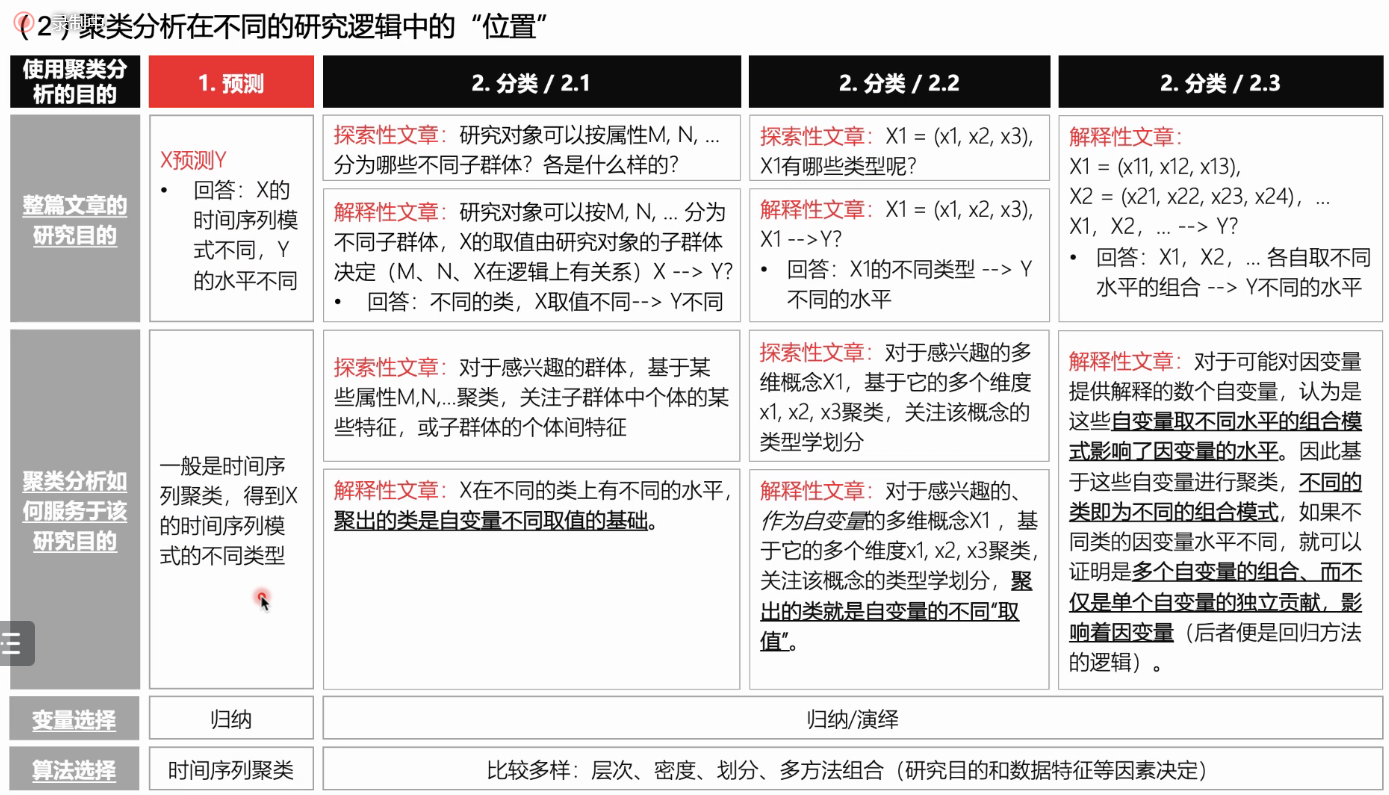 （2）聚类分析在不同的研究逻辑中的“位置”
录制中
使用聚类分
析的目的
1. 预测
2. 分类 / 2.1
2. 分类 / 2.2
2. 分类 / 2.3
整篇文章的
研究目的
X预测Y
• 回答：X的
时间序列模
式不同，Y
的水平不同
探索性文章：研究对象可以按属性M, N, …
分为哪些不同子群体？各是什么样的？
解释性文章：研究对象可以按M, N, … 分为
不同子群体，X的取值由研究对象的子群体
决定（M、N、X在逻辑上有关系）X --> Y?
• 回答：不同的类，X取值不同--> Y不同
探索性文章：X1 = (x1, x2, x3),
X1有哪些类型呢？
解释性文章：X1 = (x1, x2, x3),
X1 -->Y?
• 回答：X1的不同类型 --> Y
不同的水平
解释性文章：
X1 = (x11, x12, x13),
X2 = (x21, x22, x23, x24)，…
X1，X2，… --> Y?
• 回答：X1，X2，… 各自取不同
水平的组合 --> Y不同的水平
聚类分析如
何服务于该
研究目的
一般是时间序
列聚类，得到X
的时间序列模
式的不同类型
探索性文章：对于感兴趣的群体，基于某
些属性M,N,…聚类，关注子群体中个体的某
些特征，或子群体的个体间特征
解释性文章：X在不同的类上有不同的水平，
聚出的类是自变量不同取值的基础。
探索性文章：对于感兴趣的多
维概念X1，基于它的多个维度
x1, x2, x3聚类，关注该概念的
类型学划分
解释性文章：对于感兴趣的、
作为自变量的多维概念X1 ，基
于它的多个维度x1, x2, x3聚类，
关注该概念的类型学划分，聚
出的类就是自变量的不同“取
值”。
解释性文章：对于可能对因变量
提供解释的数个自变量，认为是
这些自变量取不同水平的组合模
式影响了因变量的水平。因此基
于这些自变量进行聚类，不同的
类即为不同的组合模式，如果不
同类的因变量水平不同，就可以
证明是多个自变量的组合、而不
仅是单个自变量的独立贡献，影
响着因变量（后者便是回归方法
的逻辑）。
变量选择
归纳
归纳/演绎
算法选择
时间序列聚类
比较多样：层次、密度、划分、多方法组合（研究目的和数据特征等因素决定）